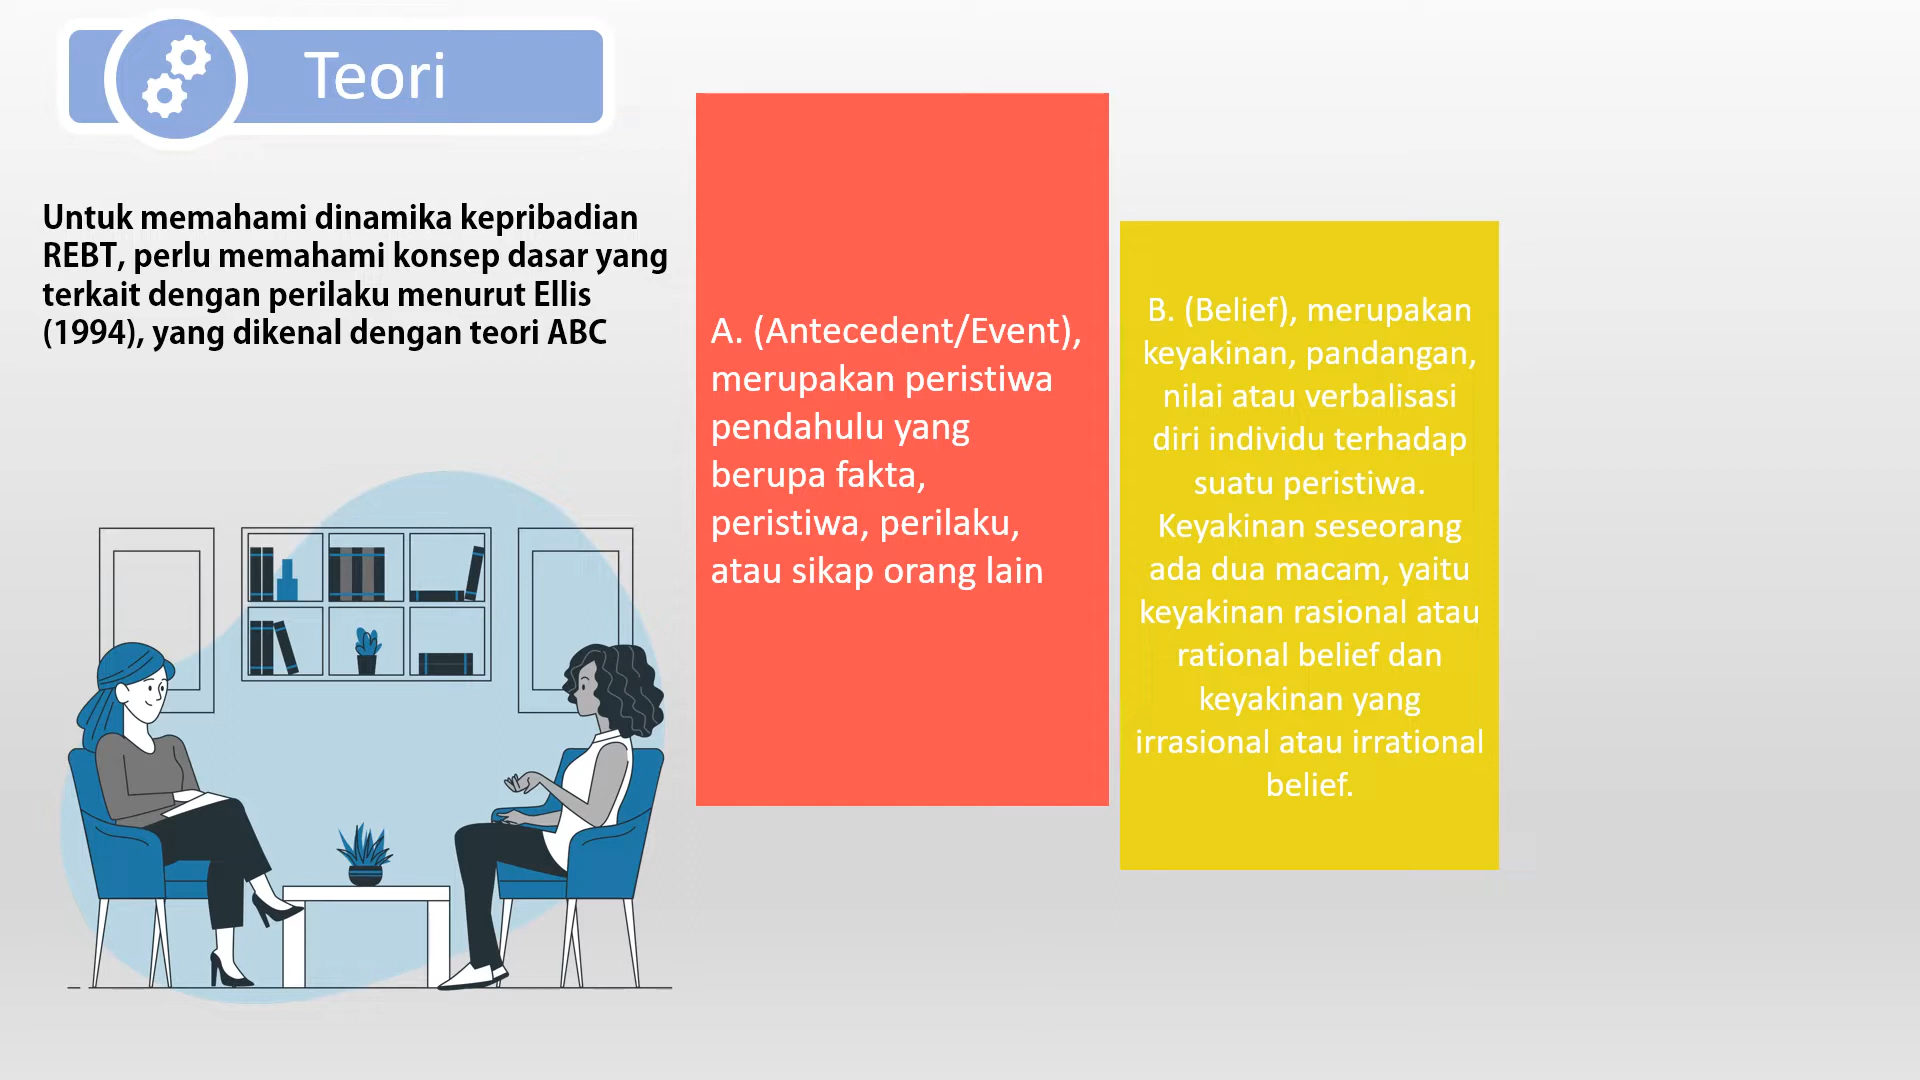 Teori
Untuk memahami dinamika kepribadian
REBT, perlu memahami konsep dasar yang
terkait dengan perilaku menurut Ellis
(1994), yang dikenal dengan teori ABC
A. (Antecedent/Event),
merupakan peristiwa
pendahulu yang
berupa fakta,
peristiwa, perilaku,
atau sikap orang lain
B. (Belief), merupakan
keyakinan, pandangan,
nilai atau verbalisasi
diri individu terhadap
suatu peristiwa.
Keyakinan seseorang
ada dua macam, yaitu
keyakinan rasional atau
rational belief dan
keyakinan yang
irrasional atau irrational
belief.